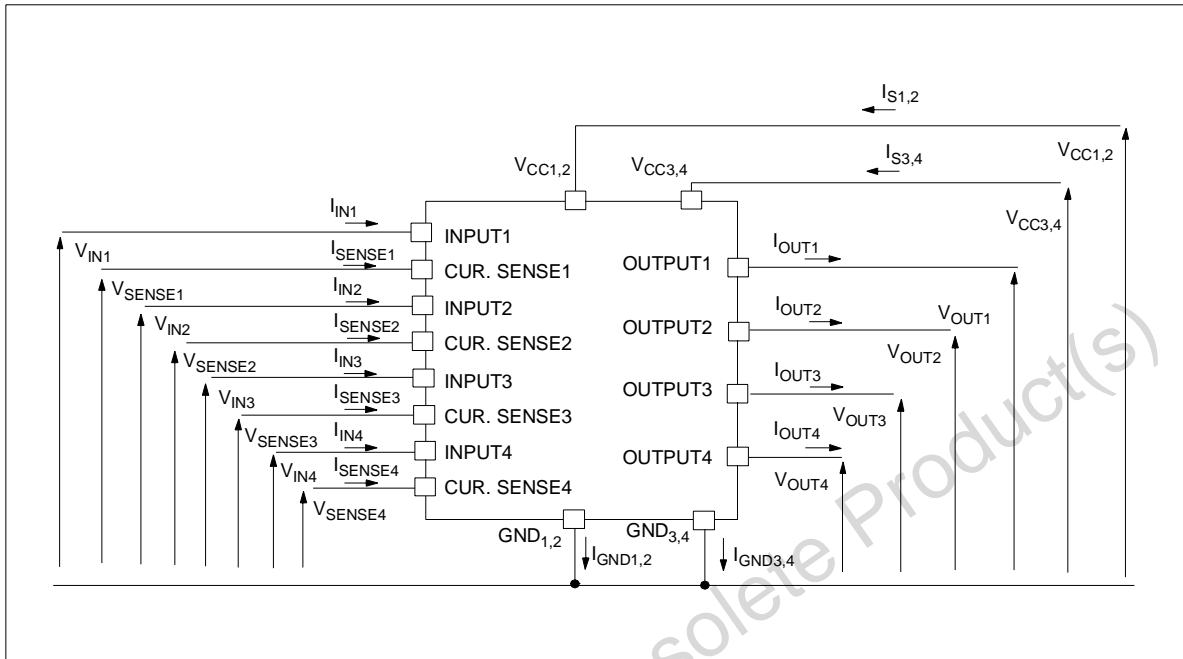 I_S1,2
V_CC1,2
I_S3,4
V_CC1,2 V_CC3,4
V_CC3,4
I_IN1
V_IN1
INPUT1
I_SENSE1
V_SENSE1
CUR. SENSE1
I_IN2
V_IN2
INPUT2
I_SENSE2
V_SENSE2
CUR. SENSE2
I_IN3
V_IN3
INPUT3
I_SENSE3
V_SENSE3
CUR. SENSE3
I_IN4
V_IN4
INPUT4
I_SENSE4
V_SENSE4
CUR. SENSE4
OUTPUT1
I_OUT1
V_OUT1
OUTPUT2
I_OUT2
V_OUT2
OUTPUT3
I_OUT3
V_OUT3
OUTPUT4
I_OUT4
V_OUT4
GND_1,2
I_GND1,2
GND_3,4
I_GND3,4
solete Product(s)